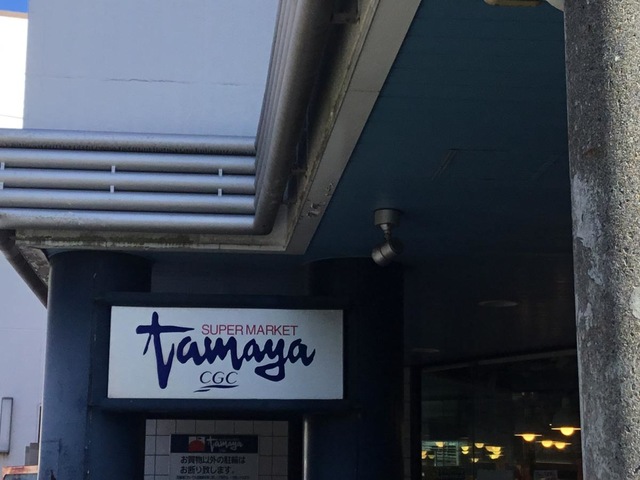 SUPER MARKET
tamaya
CGC
tamaya
お買物以外の駐輪は
お断り致します。